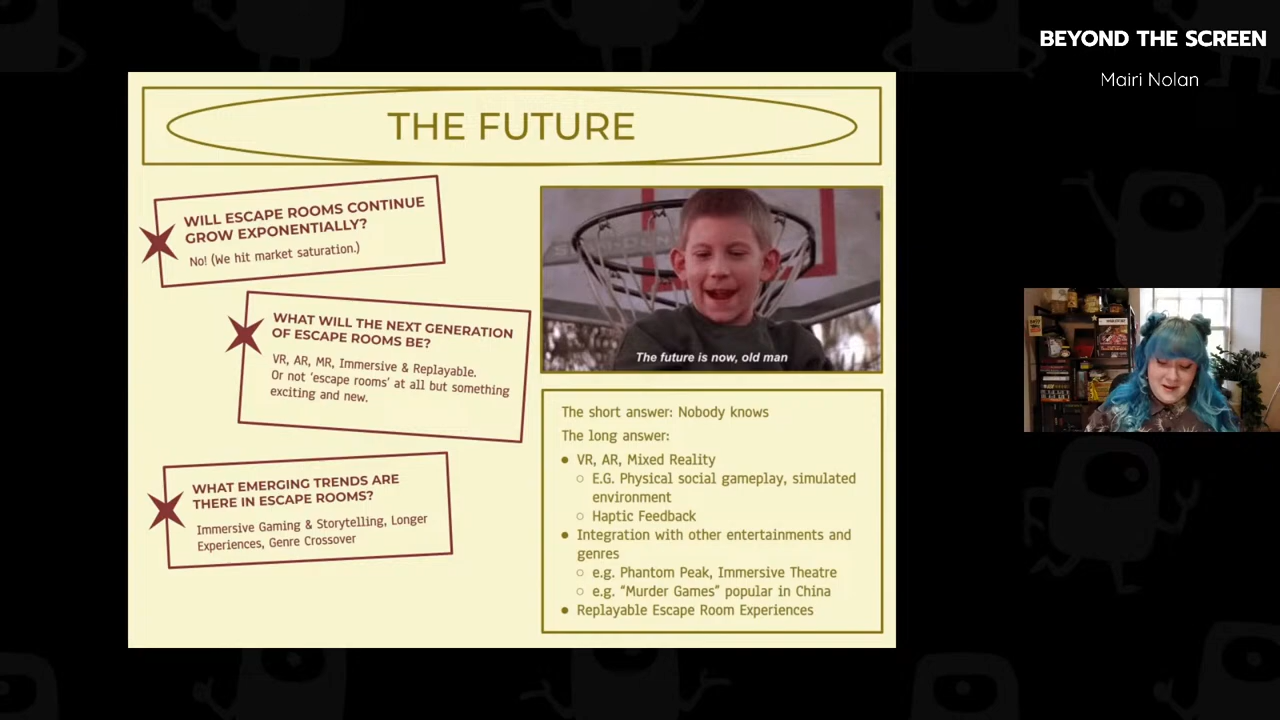 BEYOND THE SCREEN
Mairi Nolan
THE FUTURE
WILL ESCAPE ROOMS CONTINUE
GROW EXPONENTIALLY?
No! (We hit market saturation.)
WHAT WILL THE NEXT GENERATION
OF ESCAPE ROOMS BE?
VR, AR, MR, Immersive & Replayable.
Or not 'escape rooms' at all but something
exciting and new.
WHAT EMERGING TRENDS ARE
THERE IN ESCAPE ROOMS?
Immersive Gaming & Storytelling, Longer
Experiences, Genre Crossover
The future is now, old man
The short answer: Nobody knows
The long answer:
● VR, AR, Mixed Reality
○ E.G. Physical social gameplay, simulated
environment
○ Haptic Feedback
● Integration with other entertainments and
genres
○ e.g. Phantom Peak, Immersive Theatre
○ e.g. "Murder Games" popular in China
● Replayable Escape Room Experiences